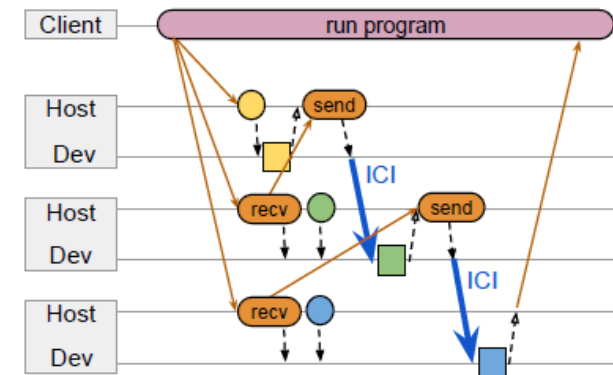 Client
run program
Host
send
Dev
ICI
Host
recv
send
Dev
ICI
Host
recv
Dev